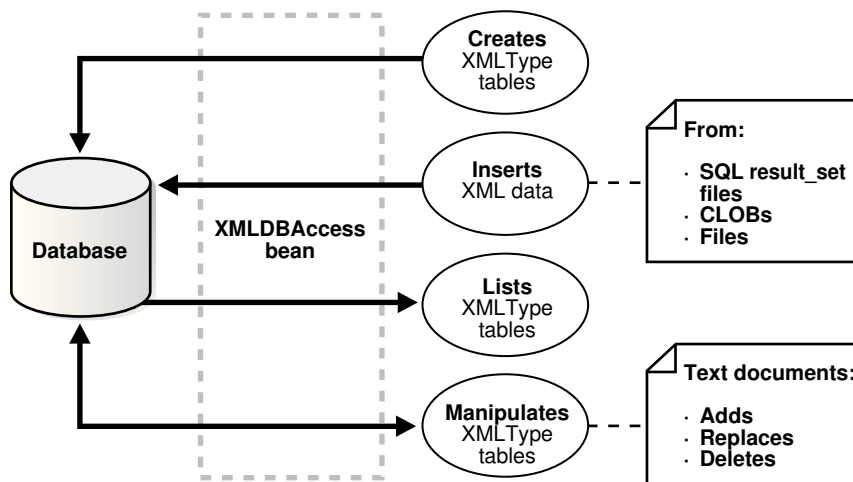 Creates
XMLType
tables
From:
· SQL result_set
files
· CLOBs
· Files
Inserts
XML data
Database
XMLDBAccess
bean
Lists
XMLType
tables
Text documents:
· Adds
· Replaces
· Deletes
Manipulates
XMLType
tables